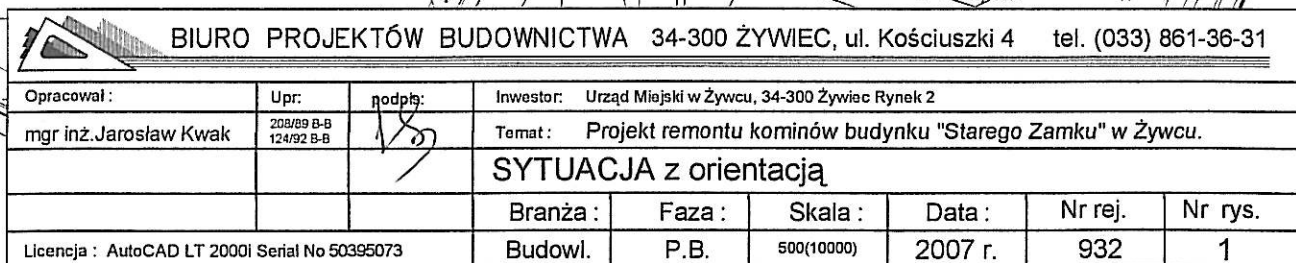 BIURO PROJEKTÓW BUDOWNICTWA 34-300 ŻYWIEC, ul. Kościuszki 4 tel. (033) 861-36-31
Opracował : Upr: podpis: Inwestor: Urząd Miejski w Żywcu, 34-300 Żywiec Rynek 2
mgr inż.Jarosław Kwak 208/89 B-B
124/92 B-B
Temat : Projekt remontu kominów budynku "Starego Zamku" w Żywcu.
SYTUACJA z orientacją
Branża : Faza : Skala : Data : Nr rej. Nr rys.
Licencja : AutoCAD LT 2000i Serial No 50395073 Budowl. P.B. 500(10000) 2007 r. 932 1